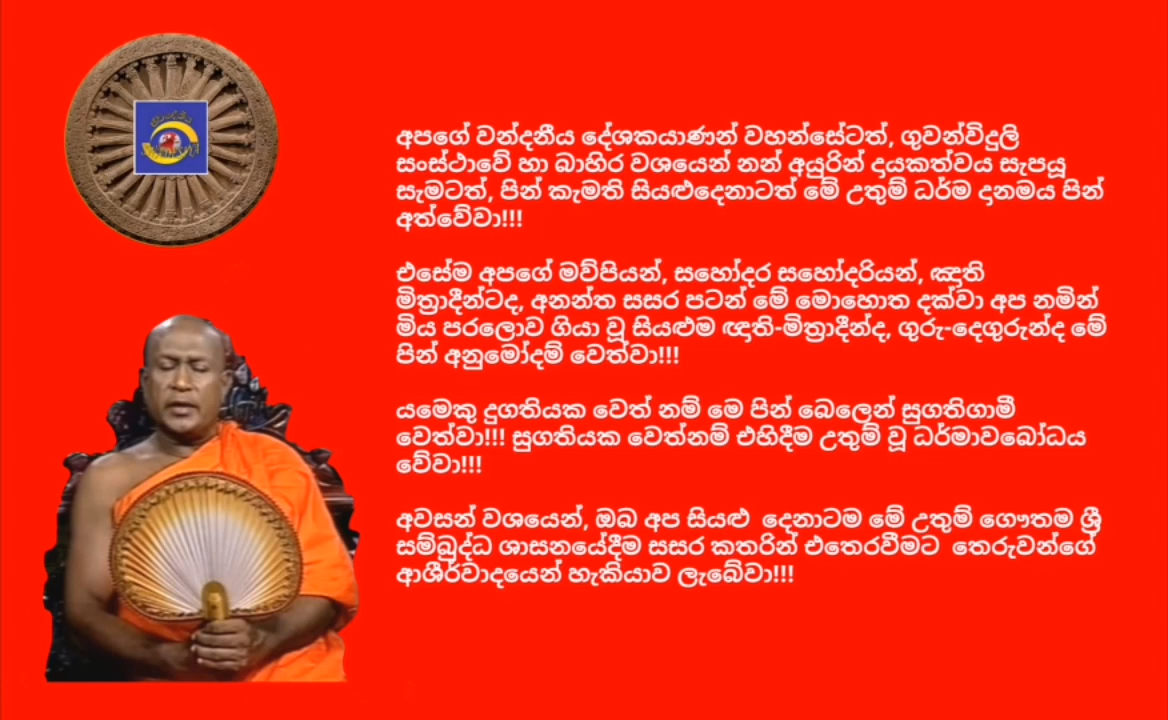 අපගේ වන්දනීය දේශකයාණන් වහන්සේටත්, ගුවන්විදුලි
සංස්ථාවේ හා බාහිර වශයෙන් නන් අයුරින් දායකත්වය සැපයූ
සැමටත්, පින් කැමති සියළුදෙනාටත් මේ උතුම් ධර්ම දානමය පින්
අත්වේවා!!!
එසේම අපගේ මව්පියන්, සහෝදර සහෝදරියන්, ඤාති
මිත්‍රාදීන්ටද, අනන්ත සසර පටන් මේ මොහොත දක්වා අප නමින්
මිය පරලොව ගියා වූ සියළුම ඥාති-මිත්‍රාදීන්ද, ගුරු-දෙගුරුන්ද මේ
පින් අනුමෝදම් වෙත්වා!!!
යමෙකු දුගතියක වෙත් නම් මෙ පින් බෙලෙන් සුගතිගාමී
වෙත්වා!!! සුගතියක වෙත්නම් එහිදීම උතුම් වූ ධර්මාවබෝධය
වේවා!!!
අවසන් වශයෙන්, ඔබ අප සියළු දෙනාටම මේ උතුම් ගෞතම ශ්‍රී
සම්බුද්ධ ශාසනයේදීම සසර කතරින් එතෙරවීමට තෙරුවන්ගේ
ආශීර්වාදයෙන් හැකියාව ලැබේවා!!!